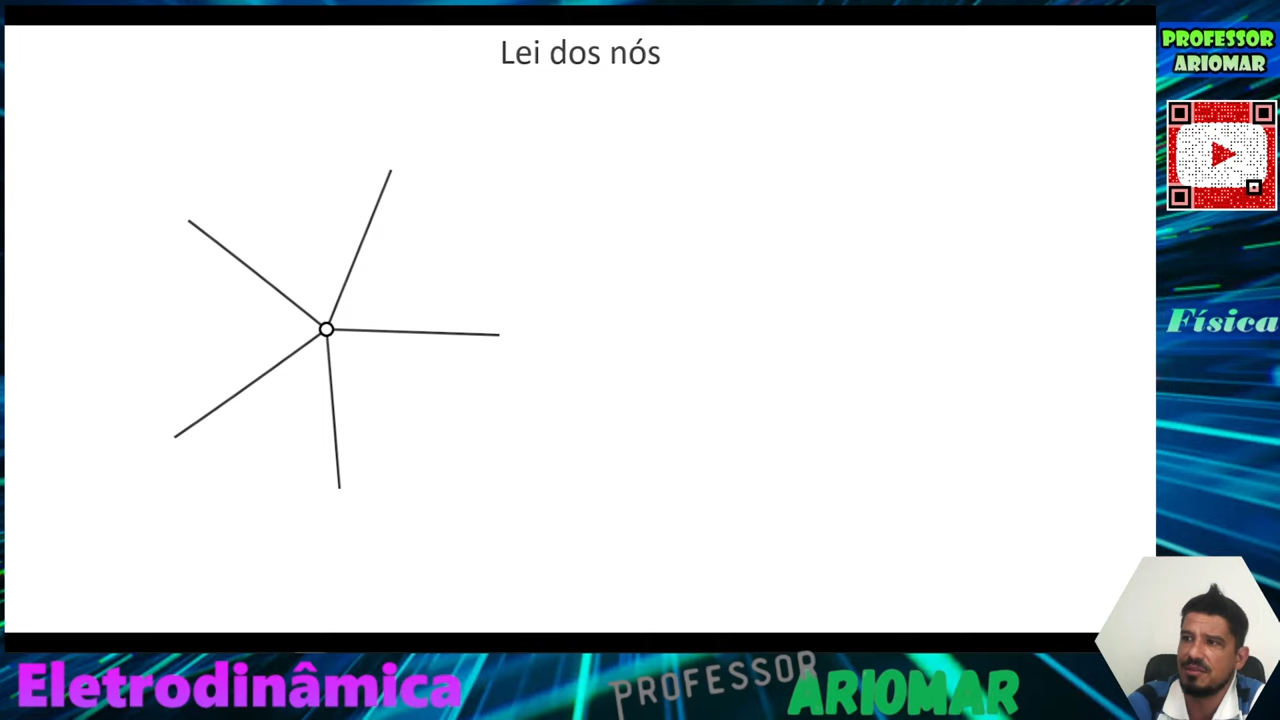 Lei dos nós
PROFESSOR
ARIOMAR
Física
Eletrodinâmica
PROFESSOR
ARIOMAR